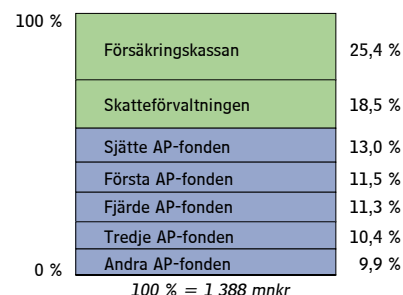 100 %
Försäkringskassan 25,4 %
Skatteförvaltningen 18,5 %
Sjätte AP-fonden 13,0 %
Första AP-fonden 11,5 %
Fjärde AP-fonden 11,3 %
Tredje AP-fonden 10,4 %
0 % Andra AP-fonden 9,9 %
100 % = 1 388 mnkr